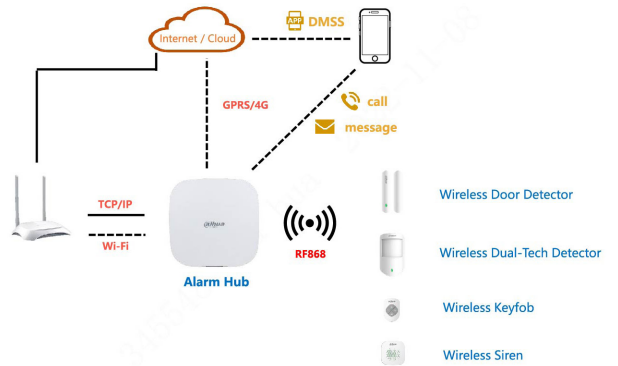 APP DMSS
Internet / Cloud
call
GPRS/4G
message
TCP/IP
Wi-Fi
alhua
RF868
Alarm Hub
Wireless Door Detector
Wireless Dual-Tech Detector
Wireless Keyfob
Wireless Siren